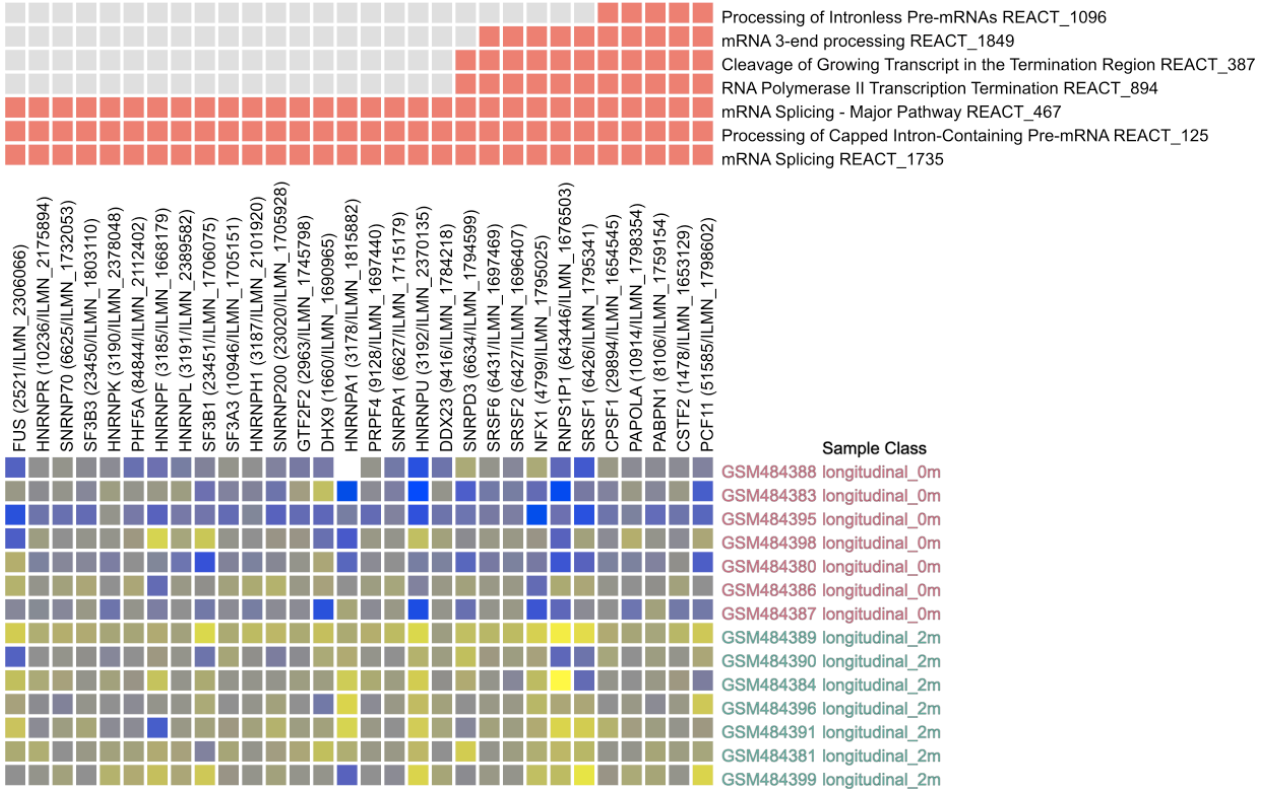 Processing of Intronless Pre-mRNAs REACT_1096
mRNA 3-end processing REACT_1849
Cleavage of Growing Transcript in the Termination Region REACT_387
RNA Polymerase II Transcription Termination REACT_894
mRNA Splicing - Major Pathway REACT_467
Processing of Capped Intron-Containing Pre-mRNA REACT_125
mRNA Splicing REACT_1735
FUS (2521/ILMN_2306066)
HNRNPR (10236/ILMN_2175894)
SNRNP70 (6625/ILMN_1732053)
SF3B3 (23450/ILMN_1803110)
HNRNPK (3190/ILMN_2378048)
PHF5A (84844/ILMN_2112402)
HNRNPF (3185/ILMN_1668179)
HNRNPL (3191/ILMN_2389582)
SF3B1 (23451/ILMN_1706075)
SF3A3 (10946/ILMN_1705151)
HNRNPH1 (3187/ILMN_2101920)
SNRNP200 (23020/ILMN_1705928)
GTF2F2 (2963/ILMN_1745798)
DHX9 (1660/ILMN_1690965)
HNRNPA1 (3178/ILMN_1815882)
PRPF4 (9128/ILMN_1697440)
SNRPA1 (6627/ILMN_1715179)
HNRNPU (3192/ILMN_2370135)
DDX23 (9416/ILMN_1784218)
SNRPD3 (6634/ILMN_1794599)
SRSF6 (6431/ILMN_1697469)
SRSF2 (6427/ILMN_1696407)
NFX1 (4799/ILMN_1795025)
RNPS1P1 (643446/ILMN_1676503)
SRSF1 (6426/ILMN_1795341)
CPSF1 (29894/ILMN_1654545)
PAPOLA (10914/ILMN_1798354)
PABPN1 (8106/ILMN_1759154)
CSTF2 (1478/ILMN_1653129)
PCF11 (51585/ILMN_1798602)
Sample Class
GSM484388 longitudinal_0m
GSM484383 longitudinal_0m
GSM484395 longitudinal_0m
GSM484398 longitudinal_0m
GSM484380 longitudinal_0m
GSM484386 longitudinal_0m
GSM484387 longitudinal_0m
GSM484389 longitudinal_2m
GSM484390 longitudinal_2m
GSM484384 longitudinal_2m
GSM484396 longitudinal_2m
GSM484391 longitudinal_2m
GSM484381 longitudinal_2m
GSM484399 longitudinal_2m